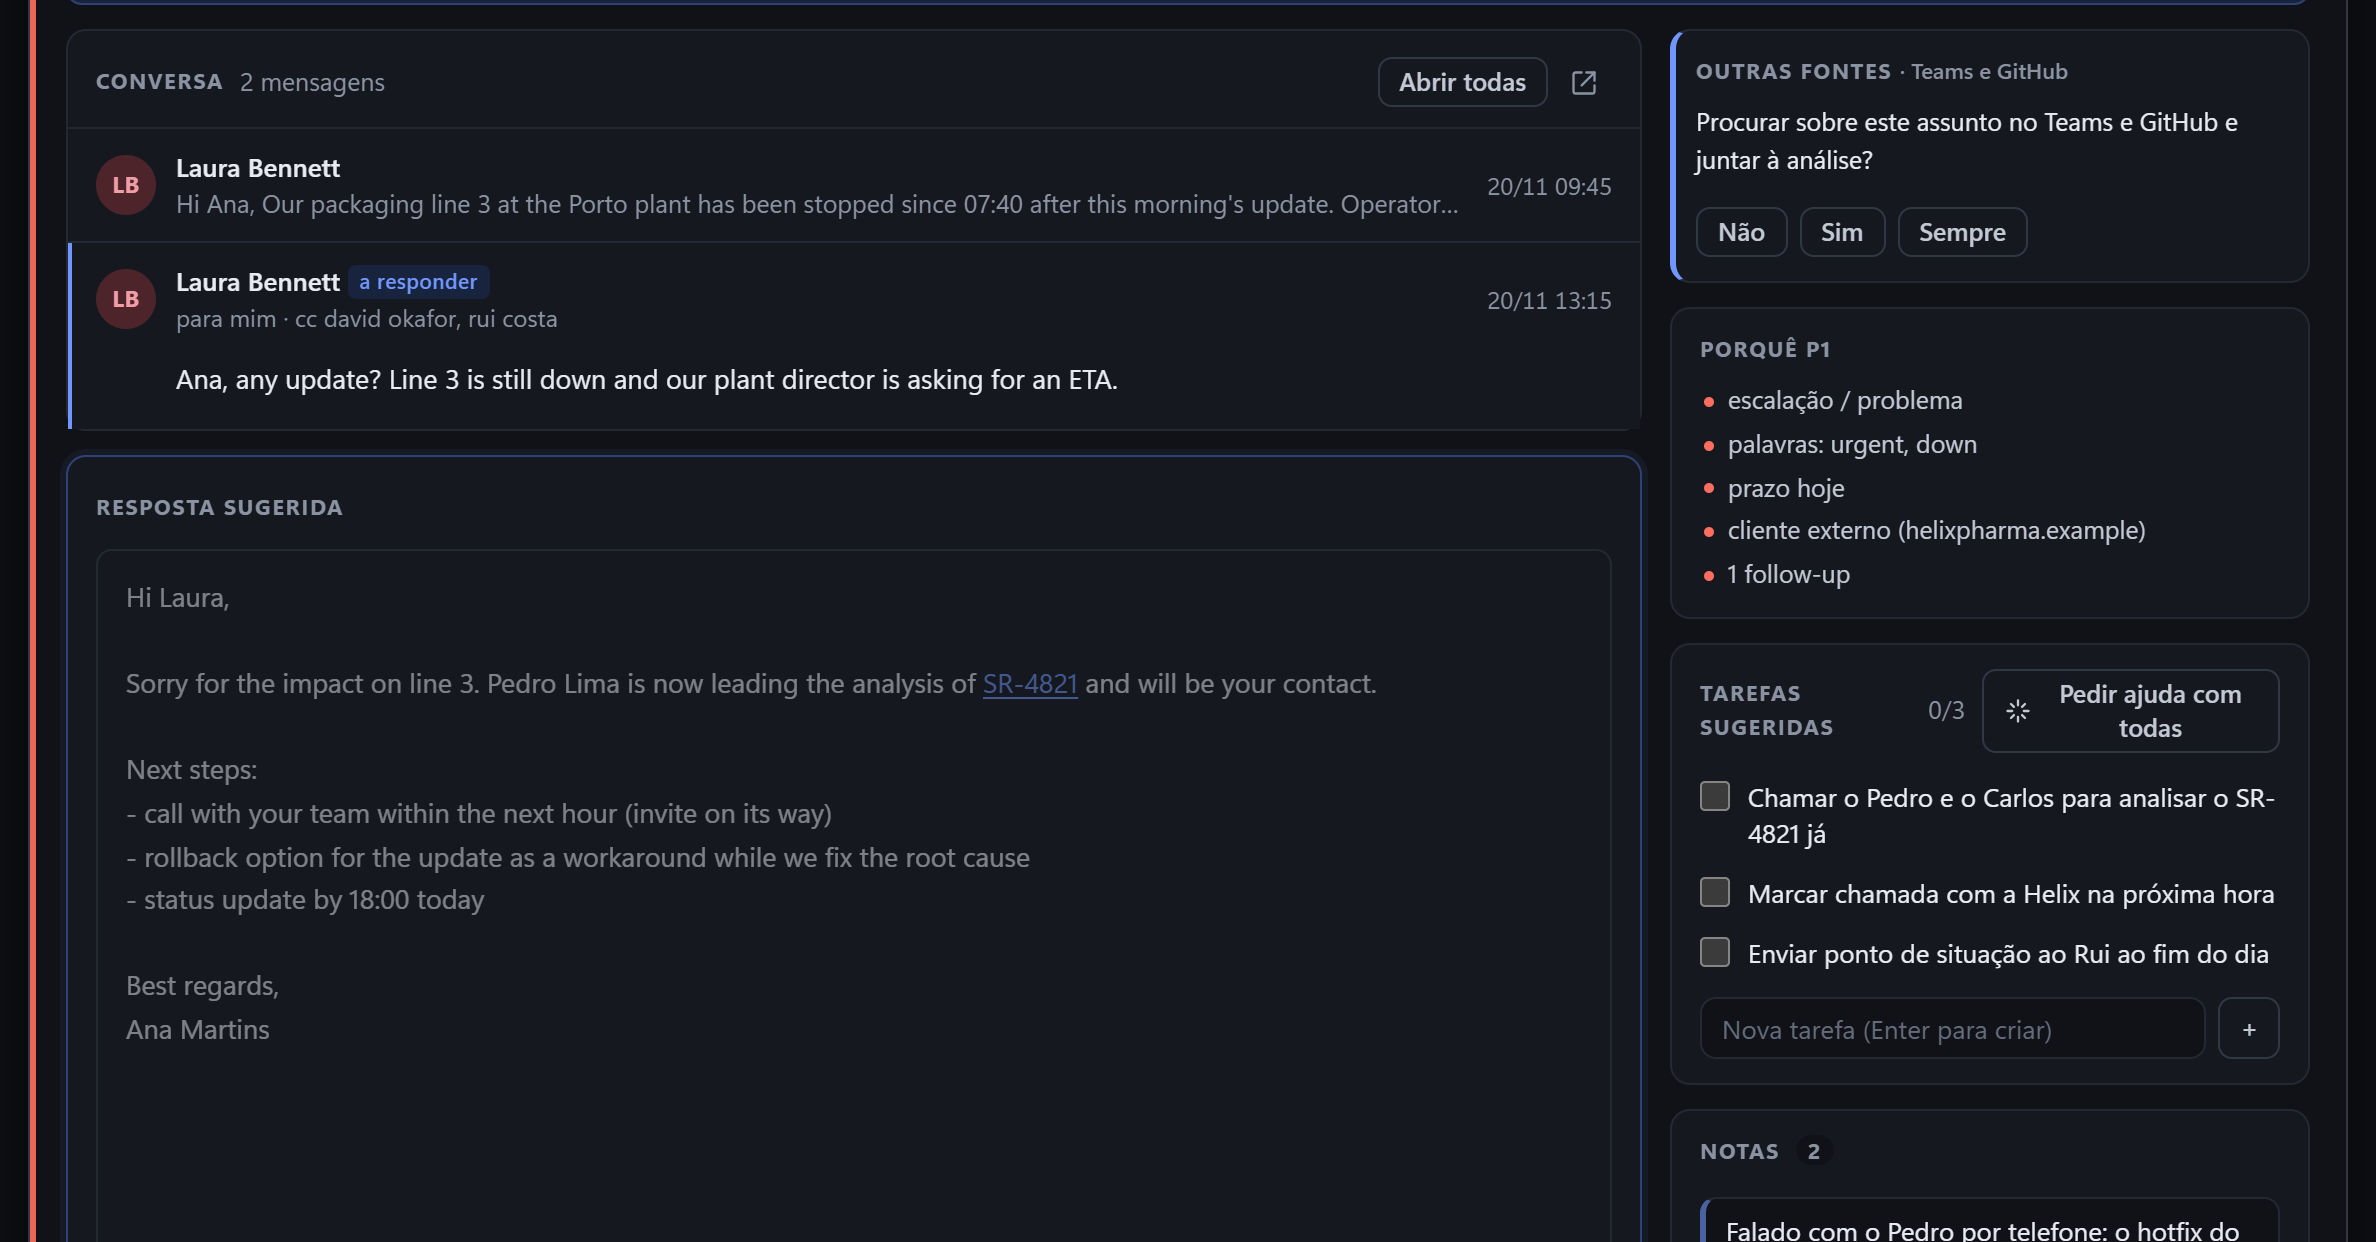 CONVERSA 2 mensagens
Abrir todas
LB
Laura Bennett
Hi Ana, Our packaging line 3 at the Porto plant has been stopped since 07:40 after this morning's update. Operator...
20/11 09:45
LB
Laura Bennett a responder
para mim · cc david okafor, rui costa
20/11 13:15
Ana, any update? Line 3 is still down and our plant director is asking for an ETA.
RESPOSTA SUGERIDA
Hi Laura,
Sorry for the impact on line 3. Pedro Lima is now leading the analysis of SR-4821 and will be your contact.
Next steps:
- call with your team within the next hour (invite on its way)
- rollback option for the update as a workaround while we fix the root cause
- status update by 18:00 today
Best regards,
Ana Martins
OUTRAS FONTES · Teams e GitHub
Procurar sobre este assunto no Teams e GitHub e
juntar à análise?
Não
Sim
Sempre
PORQUÊ P1
escalação / problema
palavras: urgent, down
prazo hoje
cliente externo (helixpharma.example)
1 follow-up
TAREFAS
SUGERIDAS
0/3
Pedir ajuda com
todas
Chamar o Pedro e o Carlos para analisar o SR-
4821 já
Marcar chamada com a Helix na próxima hora
Enviar ponto de situação ao Rui ao fim do dia
Nova tarefa (Enter para criar)
+
NOTAS 2
Falado com o Pedro por telefone: o hotfix do